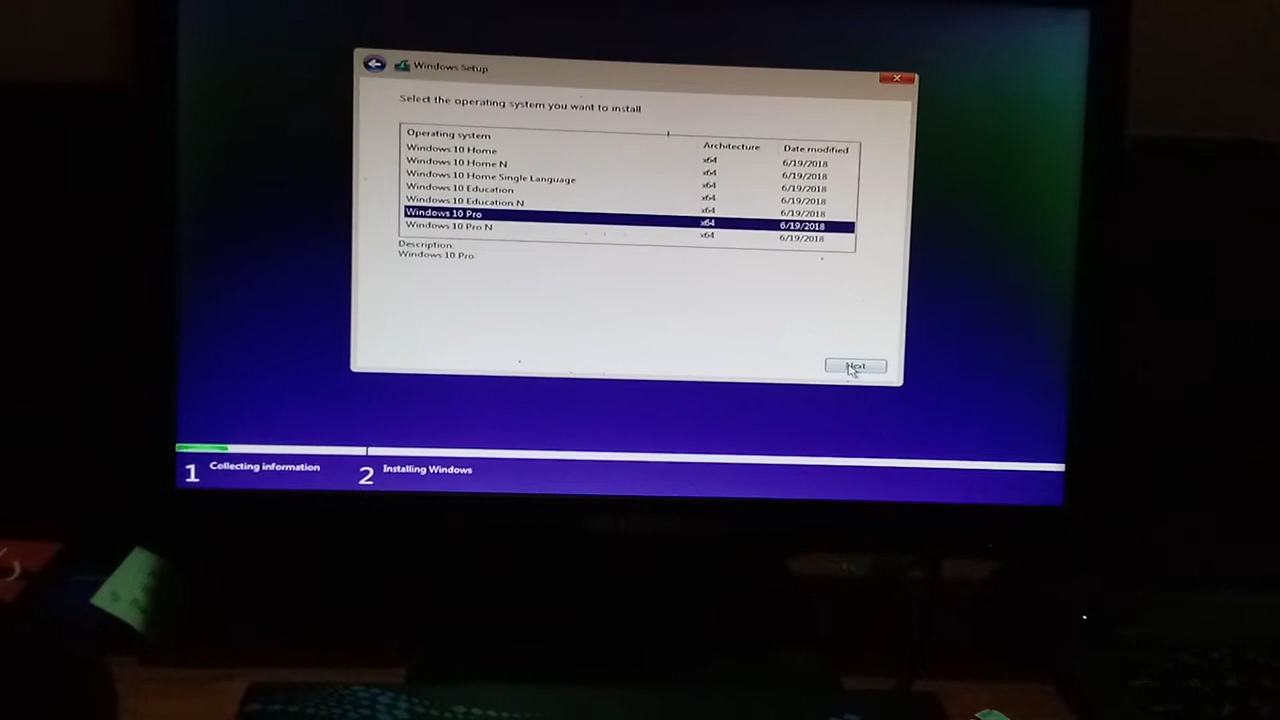 Windows Setup
Select the operating system you want to install
Operating system Architecture Date modified
Windows 10 Home x64 6/19/2018
Windows 10 Home N x64 6/19/2018
Windows 10 Home Single Language x64 6/19/2018
Windows 10 Education x64 6/19/2018
Windows 10 Education N x64 6/19/2018
Windows 10 Pro x64 6/19/2018
Windows 10 Pro N x64 6/19/2018
Description:
Windows 10 Pro
Next
1 Collecting information 2 Installing Windows